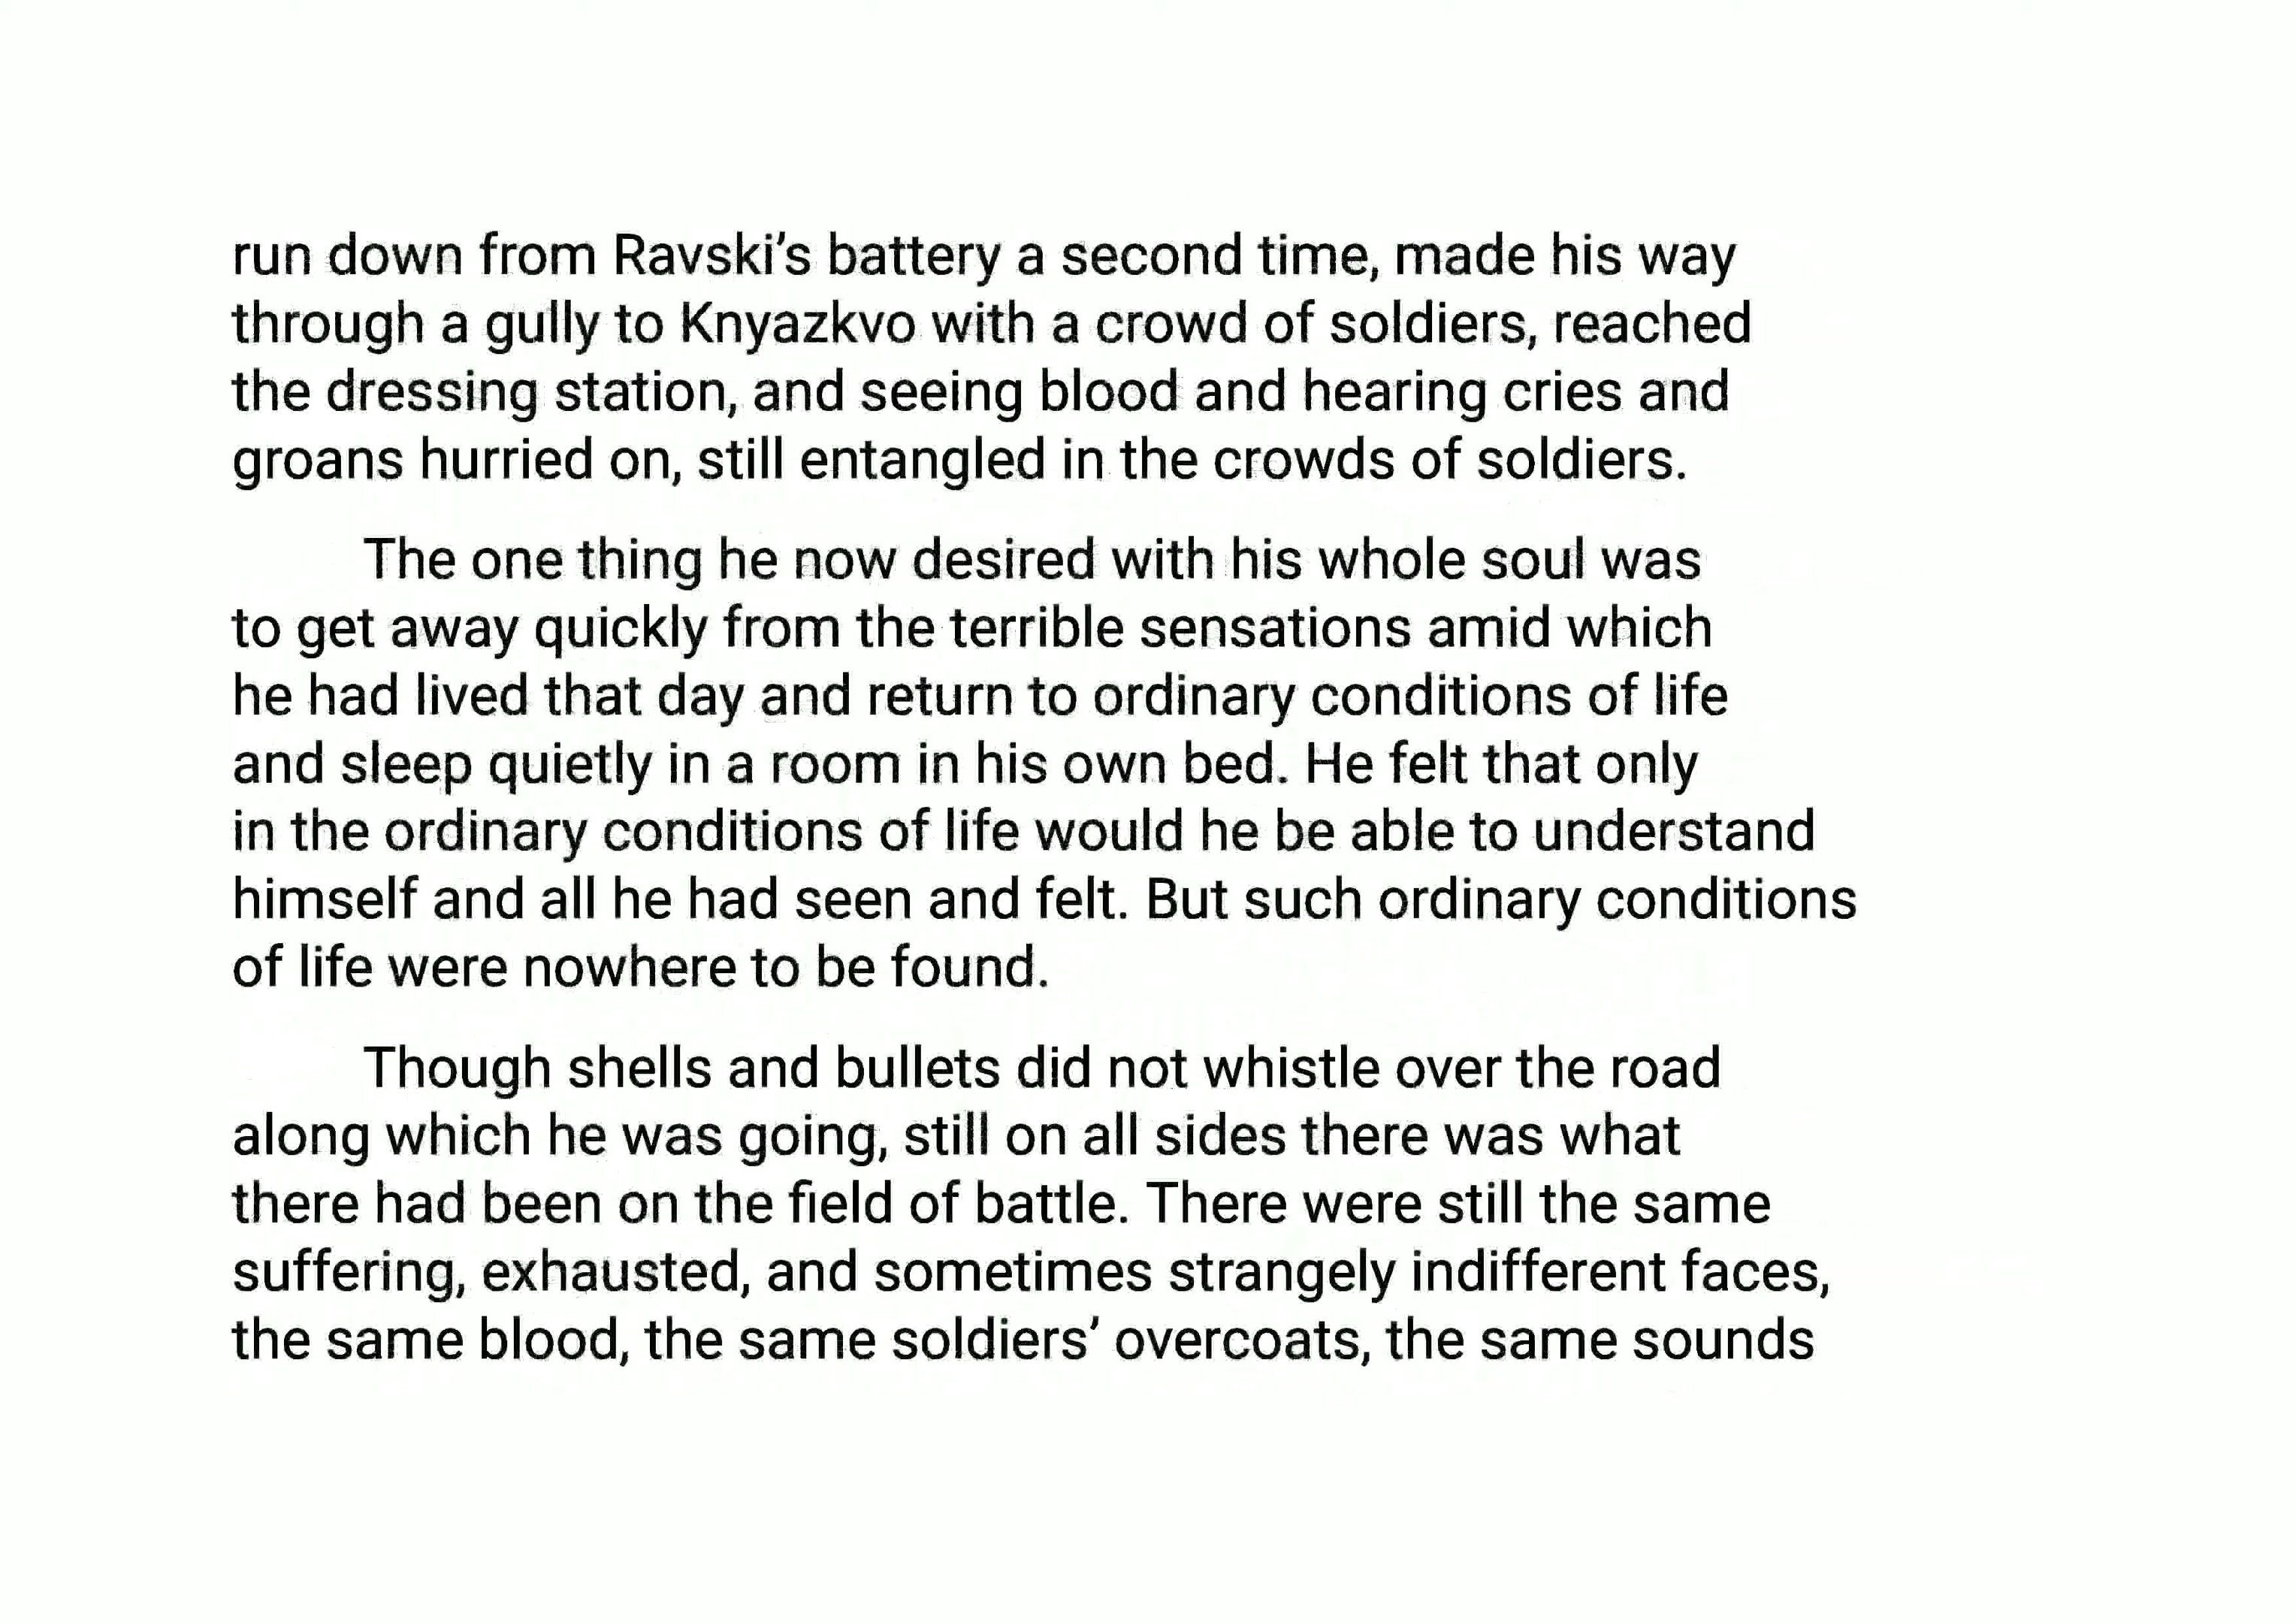 run down from Ravski’s battery a second time, made his way
through a gully to Knyazkvo with a crowd of soldiers, reached
the dressing station, and seeing blood and hearing cries and
groans hurried on, still entangled in the crowds of soldiers.
The one thing he now desired with his whole soul was
to get away quickly from the terrible sensations amid which
he had lived that day and return to ordinary conditions of life
and sleep quietly in a room in his own bed. He felt that only
in the ordinary conditions of life would he be able to understand
himself and all he had seen and felt. But such ordinary conditions
of life were nowhere to be found.
Though shells and bullets did not whistle over the road
along which he was going, still on all sides there was what
there had been on the field of battle. There were still the same
suffering, exhausted, and sometimes strangely indifferent faces,
the same blood, the same soldiers’ overcoats, the same sounds